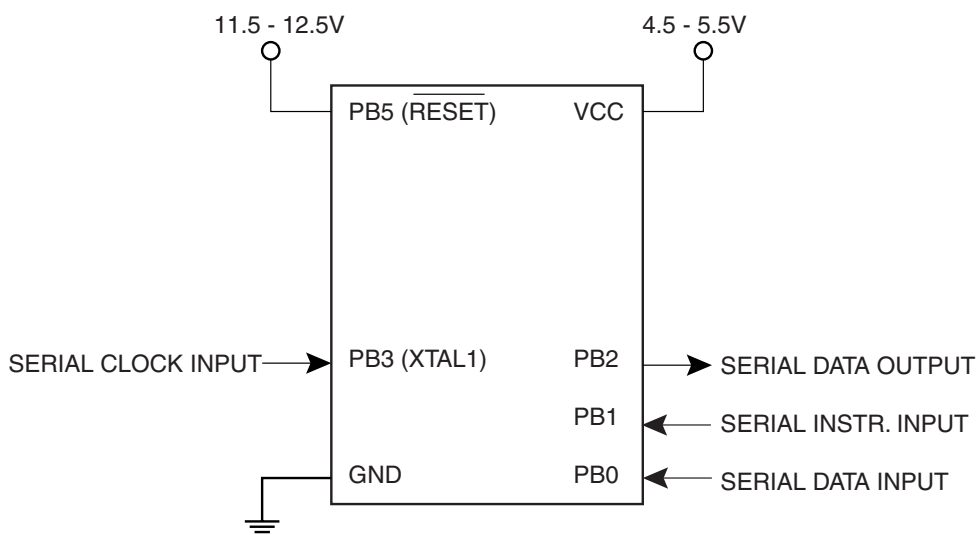 11.5 - 12.5V
4.5 - 5.5V
PB5 (RESET)
VCC
SERIAL CLOCK INPUT
PB3 (XTAL1)
PB2
SERIAL DATA OUTPUT
PB1
SERIAL INSTR. INPUT
GND
PB0
SERIAL DATA INPUT